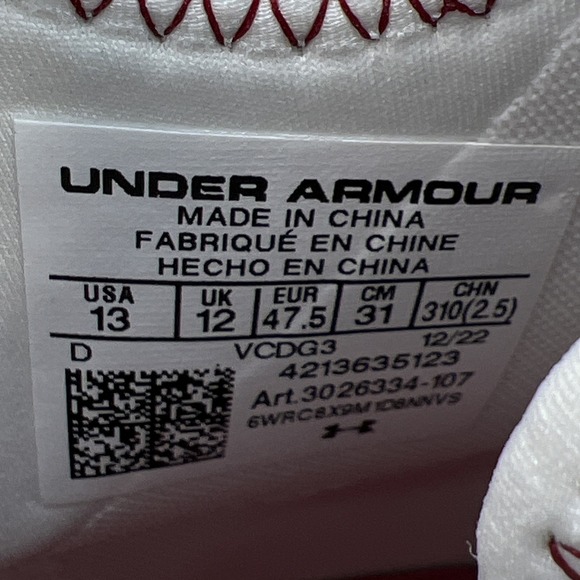 UNDER ARMOUR
MADE IN CHINA
FABRIQUÉ EN CHINE
HECHO EN CHINA
USA UK EUR CM CHN
13 12 47.5 31 310(2.5)
D VCDG3 12/22
4213635123
Art.3026334-107
6WRC8X9M1D8NNVS